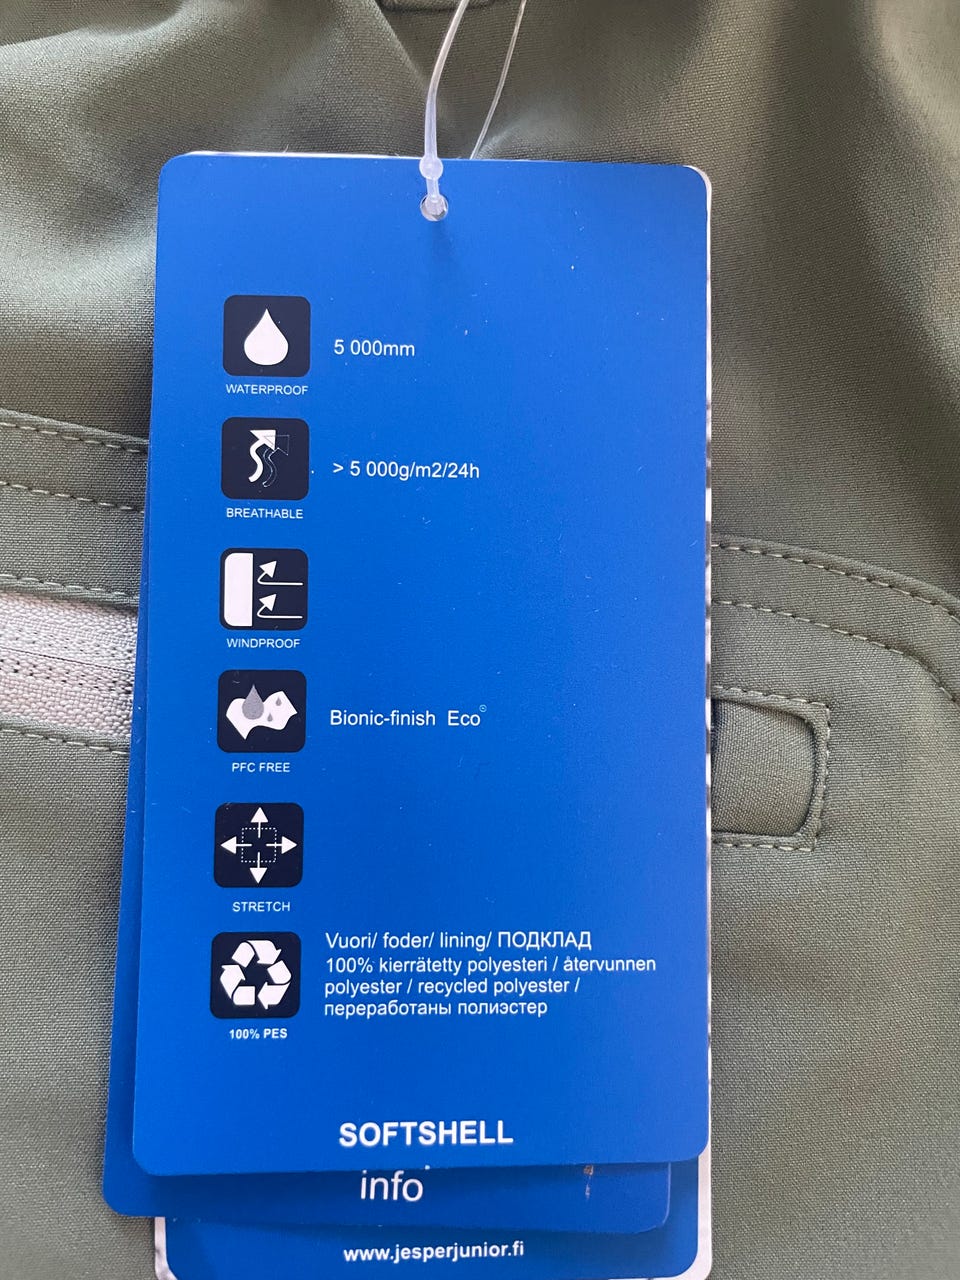 WATERPROOF
5 000mm
BREATHABLE
> 5 000g/m2/24h
WINDPROOF
PFC FREE
Bionic-finish Eco
STRETCH
100% PES
Vuori/ foder/ lining/ ПОДКЛАД
100% kierrätetty polyesteri / återvunnen
polyester / recycled polyester /
переработаны полиэстер
SOFTSHELL
info
www.jesperjunior.fi